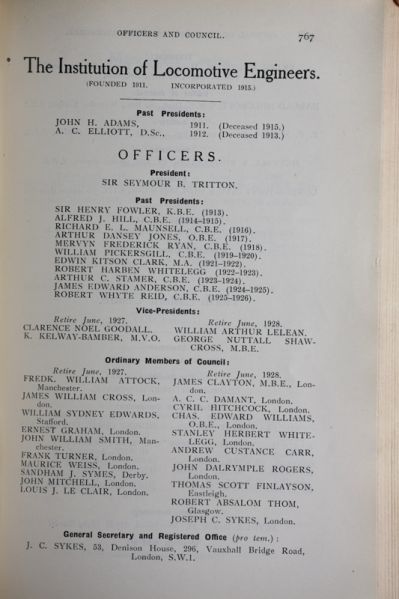 OFFICERS AND COUNCIL. 767
The Institution of Locomotive Engineers.
(FOUNDED 1911. INCORPORATED 1915.)
Past Presidents:
JOHN H. ADAMS, 1911. (Deceased 1915.)
A. C. ELLIOTT, D.Sc., 1912. (Deceased 1913.)
OFFICERS.
President:
SIR SEYMOUR B. TRITTON.
Past Presidents:
SIR HENRY FOWLER, K.B.E. (1913).
ALFRED J. HILL, C.B.E. (1914-1915).
RICHARD E. L. MAUNSELL, C.B.E. (1916).
ARTHUR DANSEY JONES, O.B.E. (1917).
MERVYN FREDERICK RYAN, C.B.E. (1918).
WILLIAM PICKERSGILL, C.B.E. (1919-1920).
EDWIN KITSON CLARK, M.A. (1921-1922).
ROBERT HARBEN WHITELEGG (1922-1923).
ARTHUR C. STAMER, C.B.E. (1923-1924).
JAMES EDWARD ANDERSON, C.B.E. (1924-1925).
ROBERT WHYTE REID, C.B.E. (1925-1926).
Vice-Presidents:
Retire June, 1927.
CLARENCE NOEL GOODALL.
K. KELWAY-BAMBER, M.V.O.
Retire June, 1928.
WILLIAM ARTHUR LELEAN.
GEORGE NUTTALL SHAW-
CROSS, M.B.E.
Ordinary Members of Council:
Retire June, 1927.
FREDK. WILLIAM ATTOCK,
Manchester.
JAMES WILLIAM CROSS, Lon-
don.
WILLIAM SYDNEY EDWARDS,
Stafford.
ERNEST GRAHAM, London.
JOHN WILLIAM SMITH, Man-
chester.
FRANK TURNER, London.
MAURICE WEISS, London.
SANDHAM J. SYMES, Derby.
JOHN MITCHELL, London.
LOUIS J. LE CLAIR, London.
Retire June, 1928.
JAMES CLAYTON, M.B.E., Lon-
don.
A. C. C. DAMANT, London.
CYRIL HITCHCOCK, London.
CHAS. EDWARD WILLIAMS,
O.B.E., London.
STANLEY HERBERT WHITE-
LEGG, London.
ANDREW CUSTANCE CARR,
London.
JOHN DALRYMPLE ROGERS,
London.
THOMAS SCOTT FINLAYSON,
Eastleigh.
ROBERT ABSALOM THOM,
Glasgow.
JOSEPH C. SYKES, London.
General Secretary and Registered Office (pro tem.):
J. C. SYKES, 53, Denison House, 296, Vauxhall Bridge Road,
London, S.W.1.